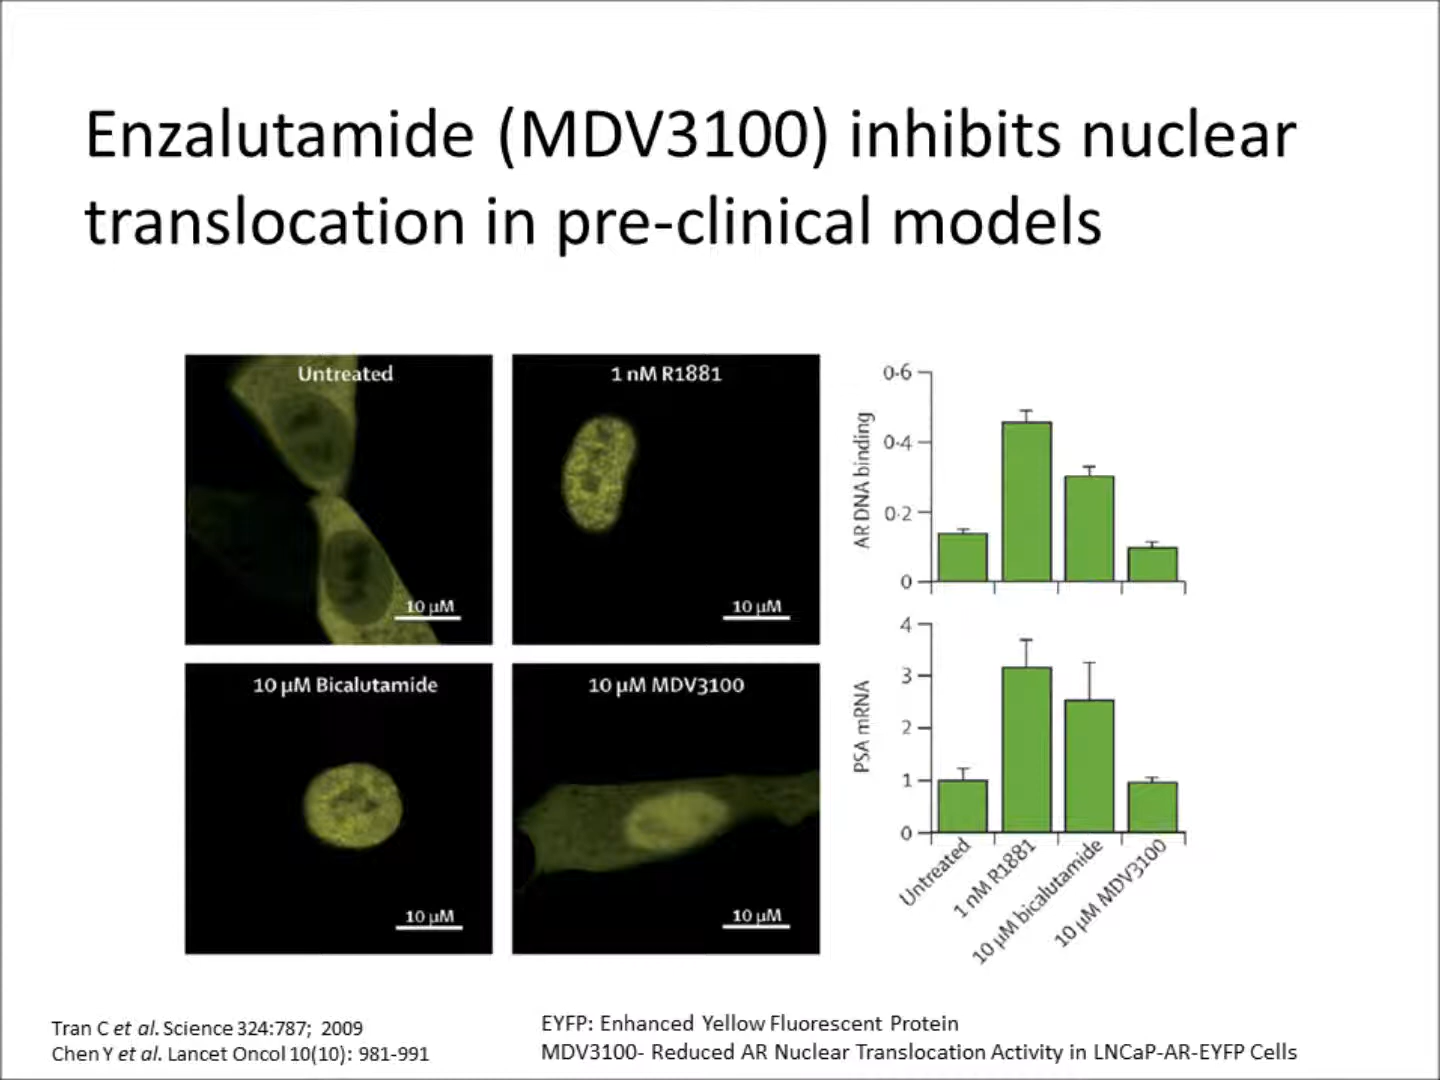 Enzalutamide (MDV3100) inhibits nuclear
translocation in pre-clinical models
Untreated
10 µM
1 nM R1881
10 µM
10 µM Bicalutamide
10 µM
10 µM MDV3100
10 µM
AR DNA binding
0·6
0·4
0·2
0
PSA mRNA
4
3
2
1
0
Untreated
1 nM R1881
10 µM bicalutamide
10 µM MDV3100
Tran C et al. Science 324:787; 2009
Chen Y et al. Lancet Oncol 10(10): 981-991
EYFP: Enhanced Yellow Fluorescent Protein
MDV3100- Reduced AR Nuclear Translocation Activity in LNCaP-AR-EYFP Cells